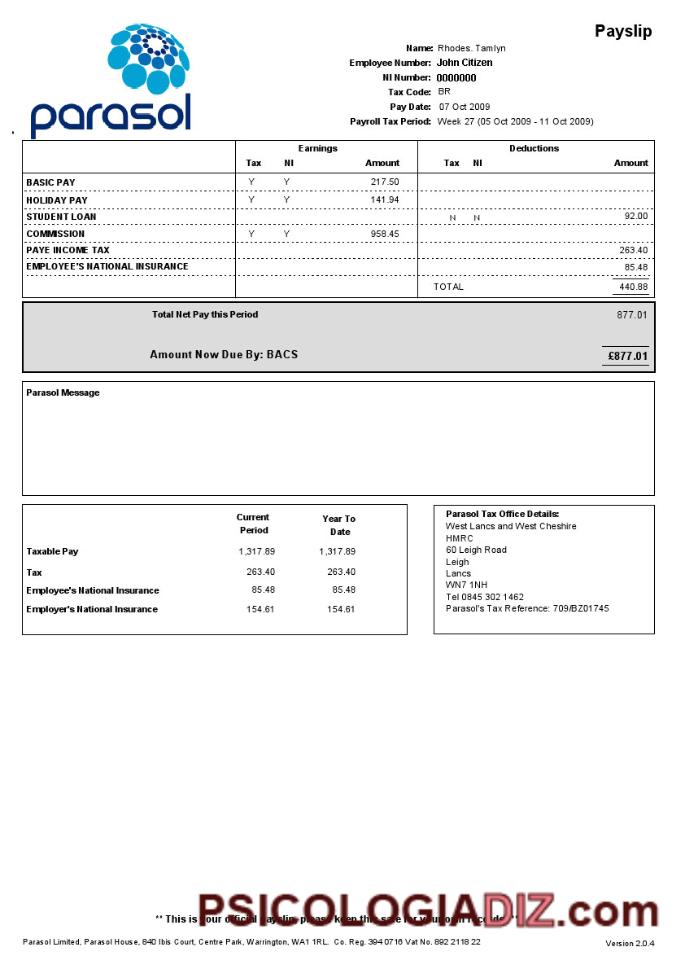 parasol
Payslip
Name: Rhodes. Tamlyn
Employee Number: John Citizen
NI Number: 0000000
Tax Code: BR
Pay Date: 07 Oct 2009
Payroll Tax Period: Week 27 (05 Oct 2009 - 11 Oct 2009)
Earnings Deductions
Tax NI Amount Tax NI Amount
BASIC PAY Y Y 217.50
HOLIDAY PAY Y Y 141.94
STUDENT LOAN N N 92.00
COMMISSION Y Y 958.45
PAYE INCOME TAX 263.40
EMPLOYEE'S NATIONAL INSURANCE 85.48
TOTAL 440.88
Total Net Pay this Period 877.01
Amount Now Due By: BACS £877.01
Parasol Message
Current Period Year To Date
Taxable Pay 1,317.89 1,317.89
Tax 263.40 263.40
Employee's National Insurance 85.48 85.48
Employer's National Insurance 154.61 154.61
Parasol Tax Office Details:
West Lancs and West Cheshire
HMRC
60 Leigh Road
Leigh
Lancs
WN7 1NH
Tel 0845 302 1462
Parasol's Tax Reference: 709/BZ01745
PSICOLOGIADIZ.com
** This is your official payslip, please keep this safe for your own records **
Parasol Limited, Parasol House, 840 Ibis Court, Centre Park, Warrington, WA1 1RL. Co. Reg. 3940716 Vat No. 892 2118 22
Version 2.0.4